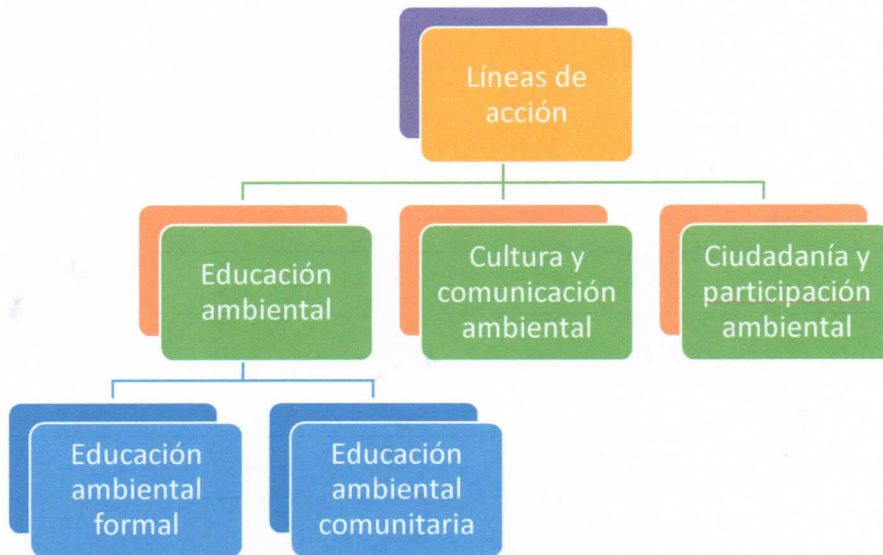 Líneas de
acción
Educación
ambiental
Cultura y
comunicación
ambiental
Ciudadanía y
participación
ambiental
Educación
ambiental
formal
Educación
ambiental
comunitaria